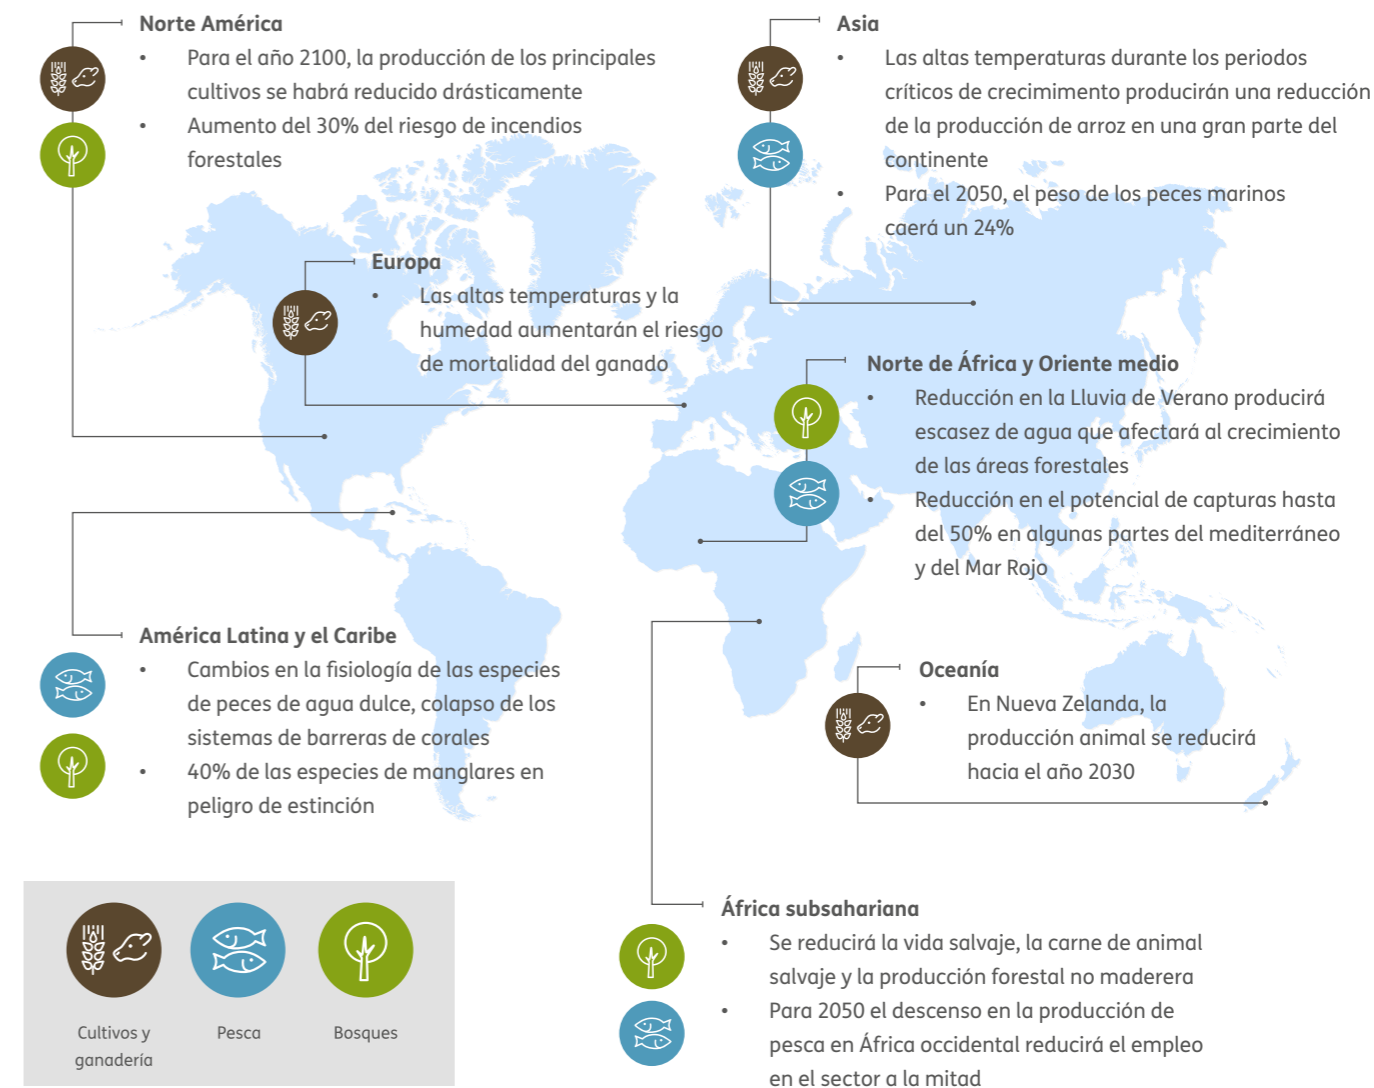 Norte América
• Para el año 2100, la producción de los principales
cultivos se habrá reducido drásticamente
• Aumento del 30% del riesgo de incendios
forestales
Asia
• Las altas temperaturas durante los periodos
críticos de crecimimento producirán una reducción
de la producción de arroz en una gran parte del
continente
• Para el 2050, el peso de los peces marinos
caerá un 24%
Europa
• Las altas temperaturas y la
humedad aumentarán el riesgo
de mortalidad del ganado
Norte de África y Oriente medio
• Reducción en la Lluvia de Verano producirá
escasez de agua que afectará al crecimiento
de las áreas forestales
• Reducción en el potencial de capturas hasta
del 50% en algunas partes del mediterráneo
y del Mar Rojo
América Latina y el Caribe
• Cambios en la fisiología de las especies
de peces de agua dulce, colapso de los
sistemas de barreras de corales
• 40% de las especies de manglares en
peligro de estinción
Oceanía
• En Nueva Zelanda, la
producción animal se reducirá
hacia el año 2030
África subsahariana
• Se reducirá la vida salvaje, la carne de animal
salvaje y la producción forestal no maderera
• Para 2050 el descenso en la producción de
pesca en África occidental reducirá el empleo
en el sector a la mitad
Cultivos y
ganadería
Pesca
Bosques